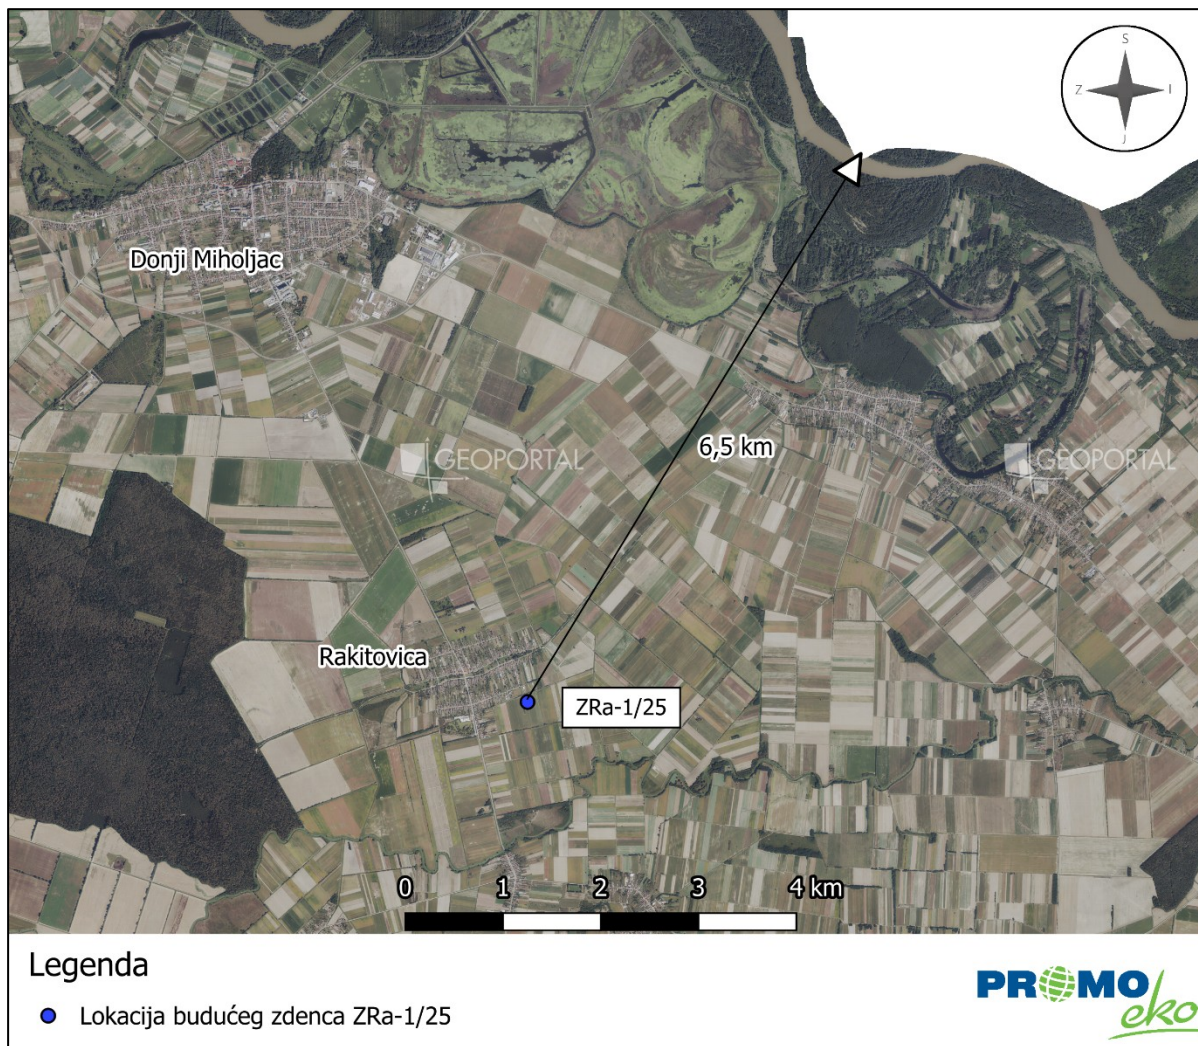 S
Z I
J
Donji Miholjac
GEOPORTAL
6,5 km
GEOPORTAL
Rakitovica
ZRa-1/25
0 1 2 3 4 km
Legenda
Lokacija budućeg zdenca ZRa-1/25
PROMO
eko